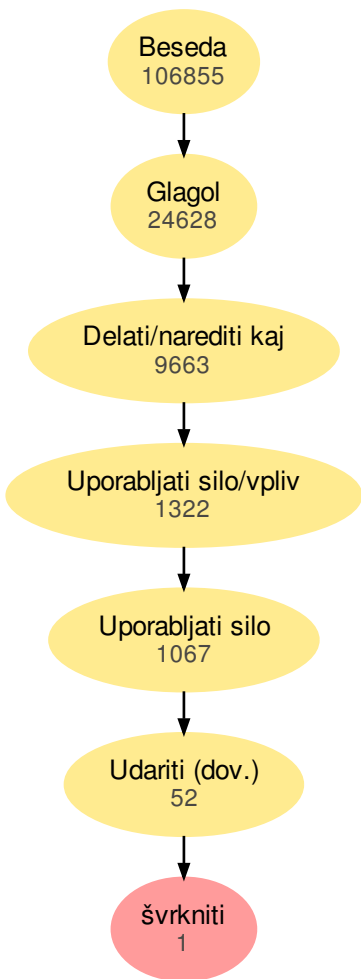 Beseda
106855
Glagol
24628
Delati/narediti kaj
9663
Uporabljati silo/vpliv
1322
Uporabljati silo
1067
Udariti (dov.)
52
švrkniti
1